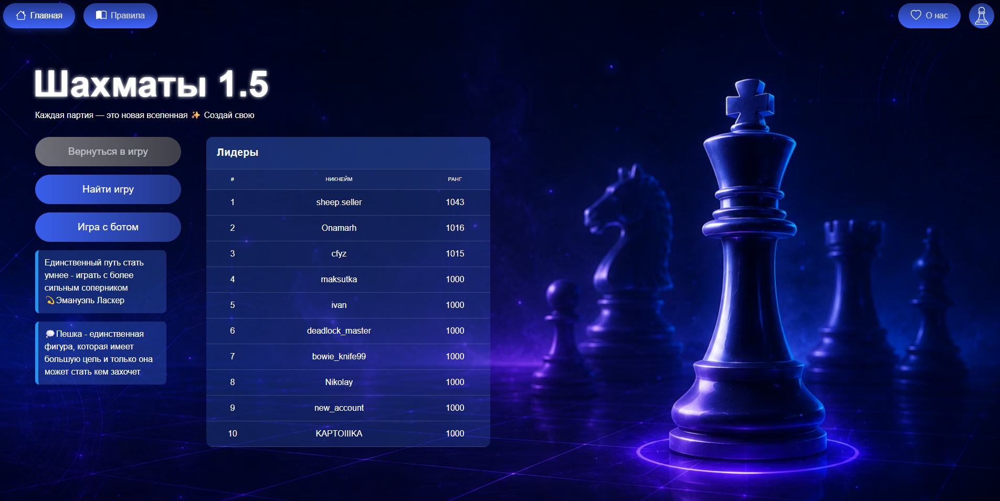 Главная
Правила
О нас
Шахматы 1.5
Каждая партия — это новая вселенная ✨ Создай свою
Вернуться в игру
Найти игру
Игра с ботом
Единственный путь стать
умнее - играть с более
сильным соперником
💫Эмануэль Ласкер
💭Пешка - единственная
фигура, которая имеет
большую цель и только она
может стать кем захочет
Лидеры
# НИКНЕЙМ РАНГ
1 sheep.seller 1043
2 Onamarh 1016
3 cfyz 1015
4 maksutka 1000
5 ivan 1000
6 deadlock_master 1000
7 bowie_knife99 1000
8 Nikolay 1000
9 new_account 1000
10 KAPTOIIIKA 1000